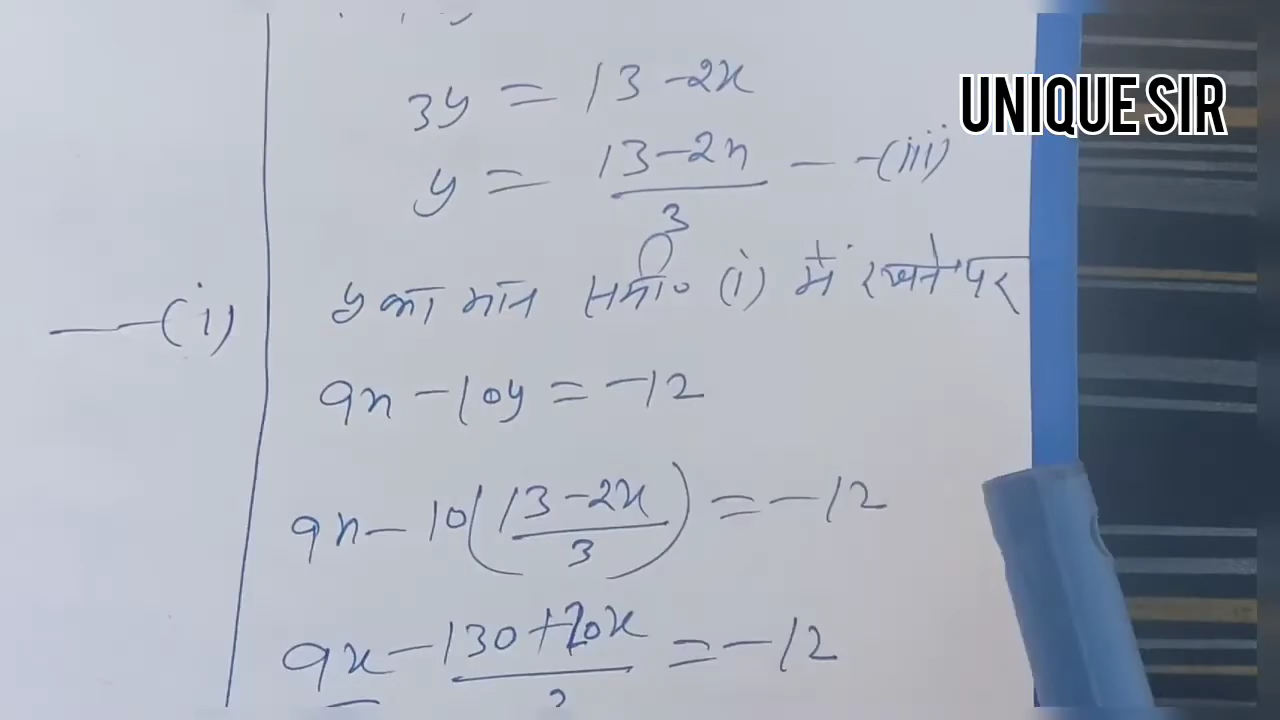 3y = 13 -2x
UNIQUE SIR
y = 13-2x / 3 - -(iii)
y का मान समी० (i) में रखने पर
—(i)
9x - 10y = -12
9x - 10(13-2x / 3) = -12
9x - 130+20x / 3 = -12